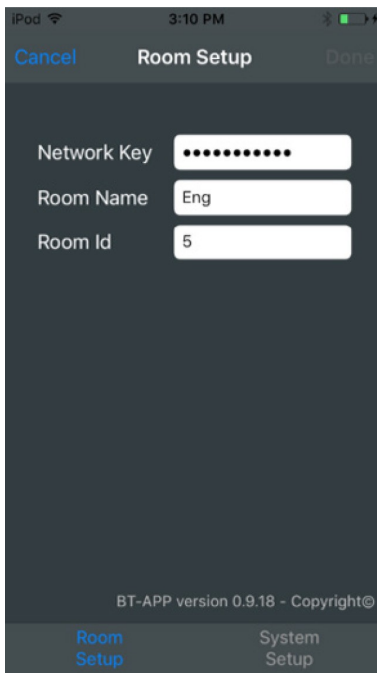 iPod 3:10 PM
Cancel Room Setup Done
Network Key •••••••••••
Room Name Eng
Room Id 5
BT-APP version 0.9.18 - Copyright©
Room Setup
System Setup